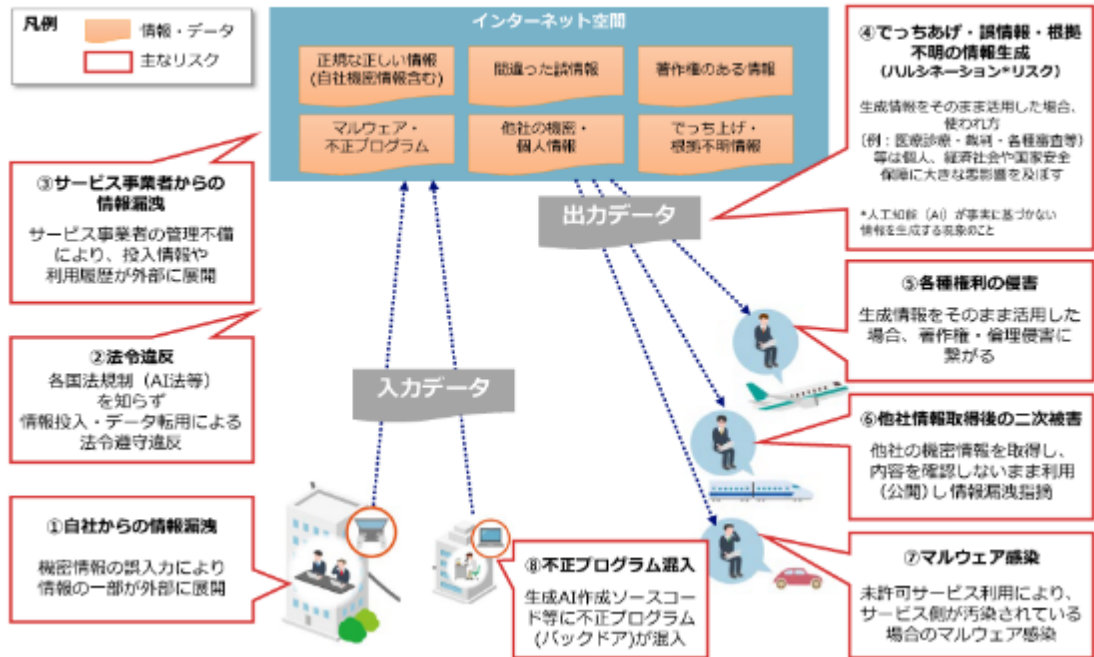 凡例
情報・データ
主なリスク
インターネット空間
正規な正しい情報
(自社機密情報含む)
間違った誤情報
著作権のある情報
マルウェア・
不正プログラム
他社の機密・
個人情報
でっち上げ・
根拠不明情報
③サービス事業者からの
情報漏洩
サービス事業者の管理不備
により、投入情報や
利用履歴が外部に展開
②法令違反
各国法規制（AI法等）
を知らず
情報投入・データ転用による
法令遵守違反
①自社からの情報漏洩
機密情報の誤入力により
情報の一部が外部に展開
入力データ
出力データ
⑧不正プログラム混入
生成AI作成ソースコー
ド等に不正プログラム
(バックドア)が混入
④でっちあげ・誤情報・根拠
不明の情報生成
（ハルシネーション*リスク）
生成情報をそのまま活用した場合、
使われ方
（例：医療診療・裁判・各種審査等）
等は個人、経済社会や国家安全
保障に大きな悪影響を及ぼす
*人工知能（AI）が事実に基づかない
情報を生成する現象のこと
⑤各種権利の侵害
生成情報をそのまま活用した
場合、著作権・倫理侵害に
繋がる
⑥他社情報取得後の二次被害
他社の機密情報を取得し、
内容を確認しないまま利用
(公開)し情報漏洩指摘
⑦マルウェア感染
未許可サービス利用により、
サービス側が汚染されている
場合のマルウェア感染